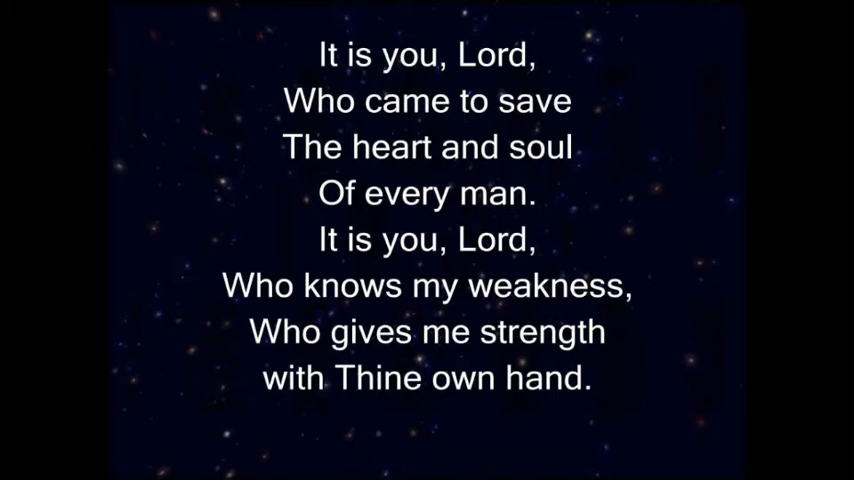 It is you, Lord,
Who came to save
The heart and soul
Of every man.
It is you, Lord,
Who knows my weakness,
Who gives me strength
with Thine own hand.